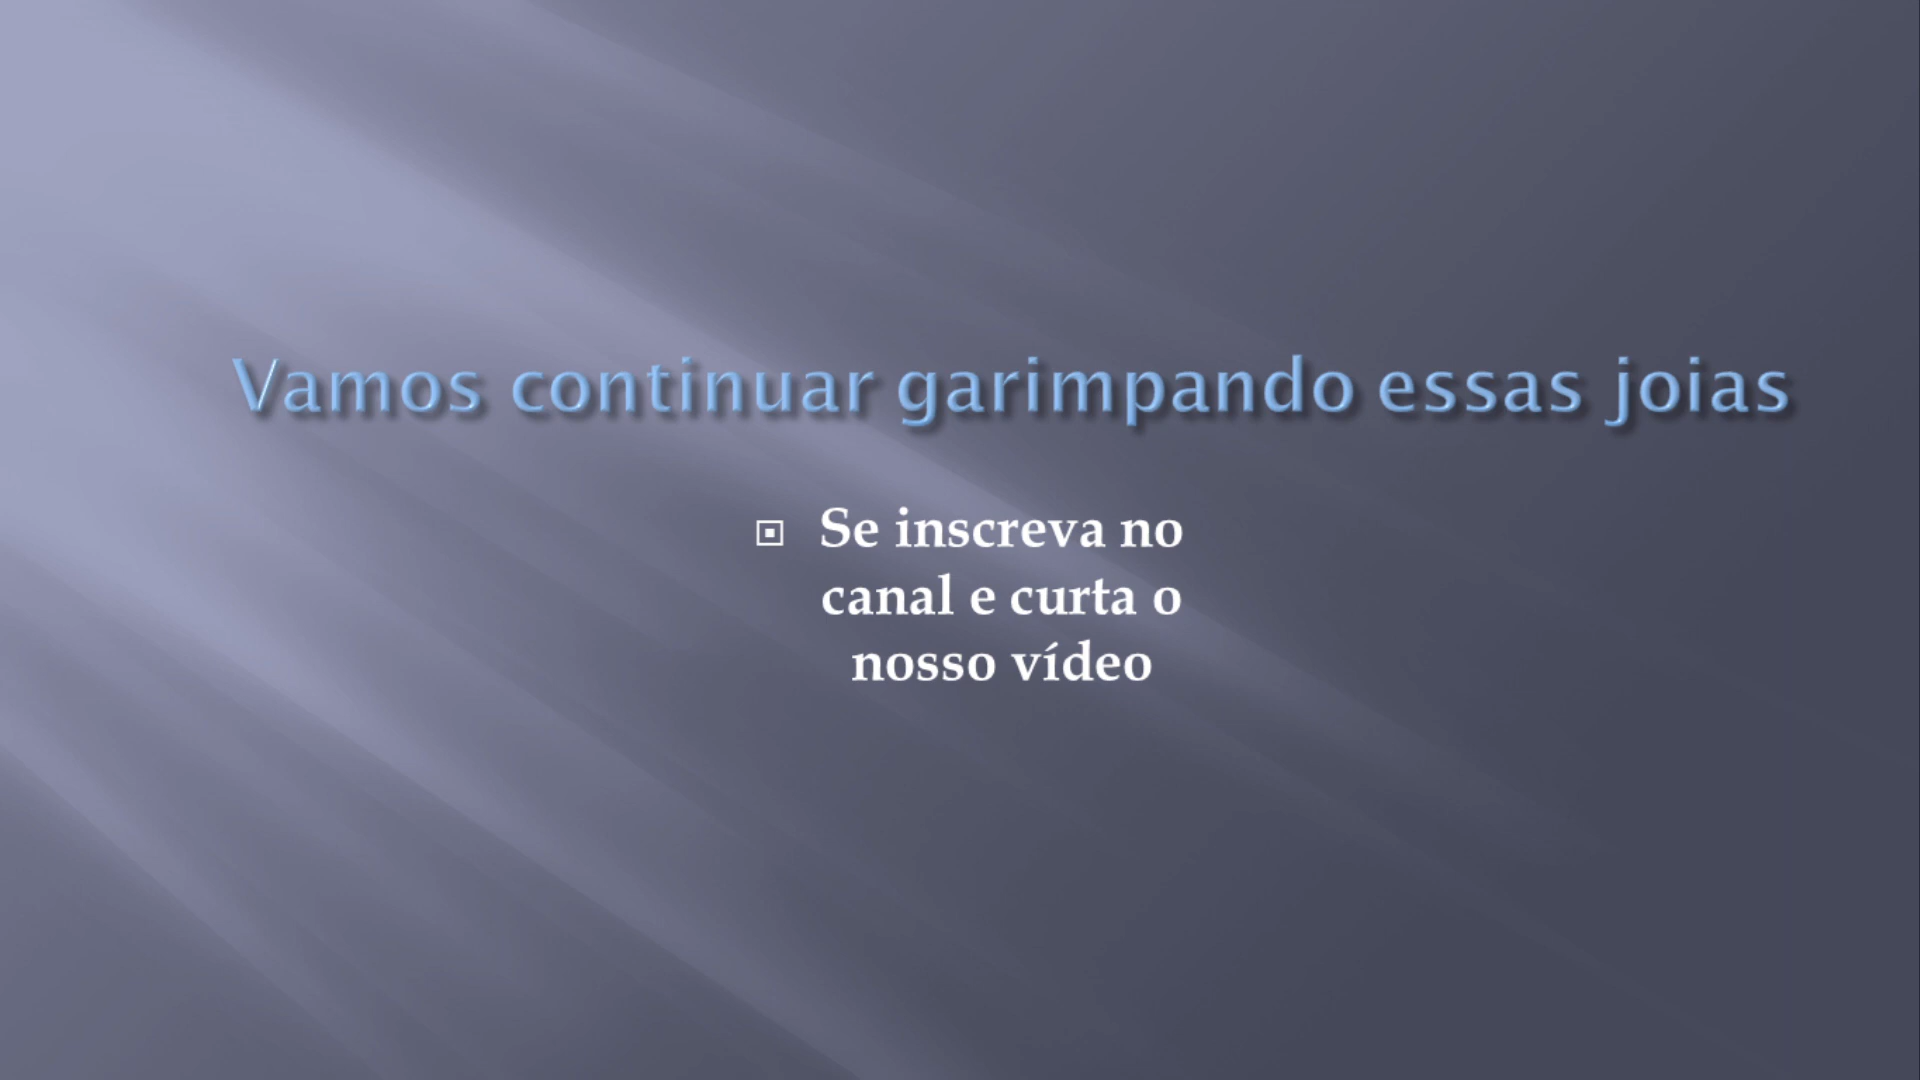 Vamos continuar garimpando essas joias
Se inscreva no
canal e curta o
nosso vídeo